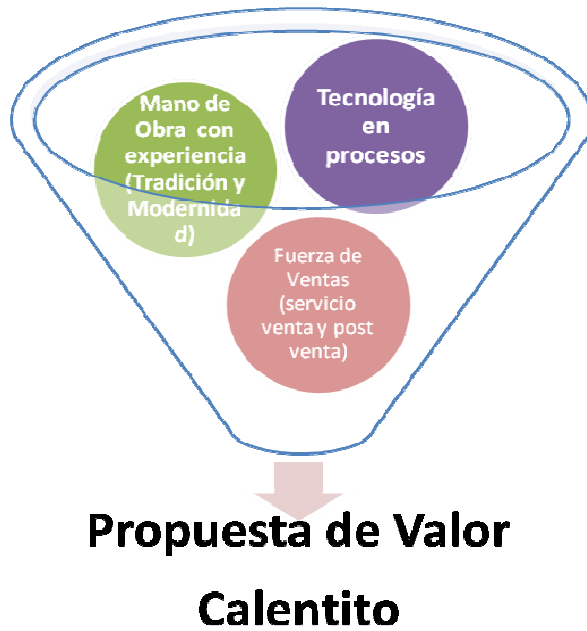 Mano de
Obra con
experiencia
(Tradición y
Modernida
d)
Tecnología
en
procesos
Fuerza de
Ventas
(servicio
venta y post
venta)
Propuesta de Valor
Calentito